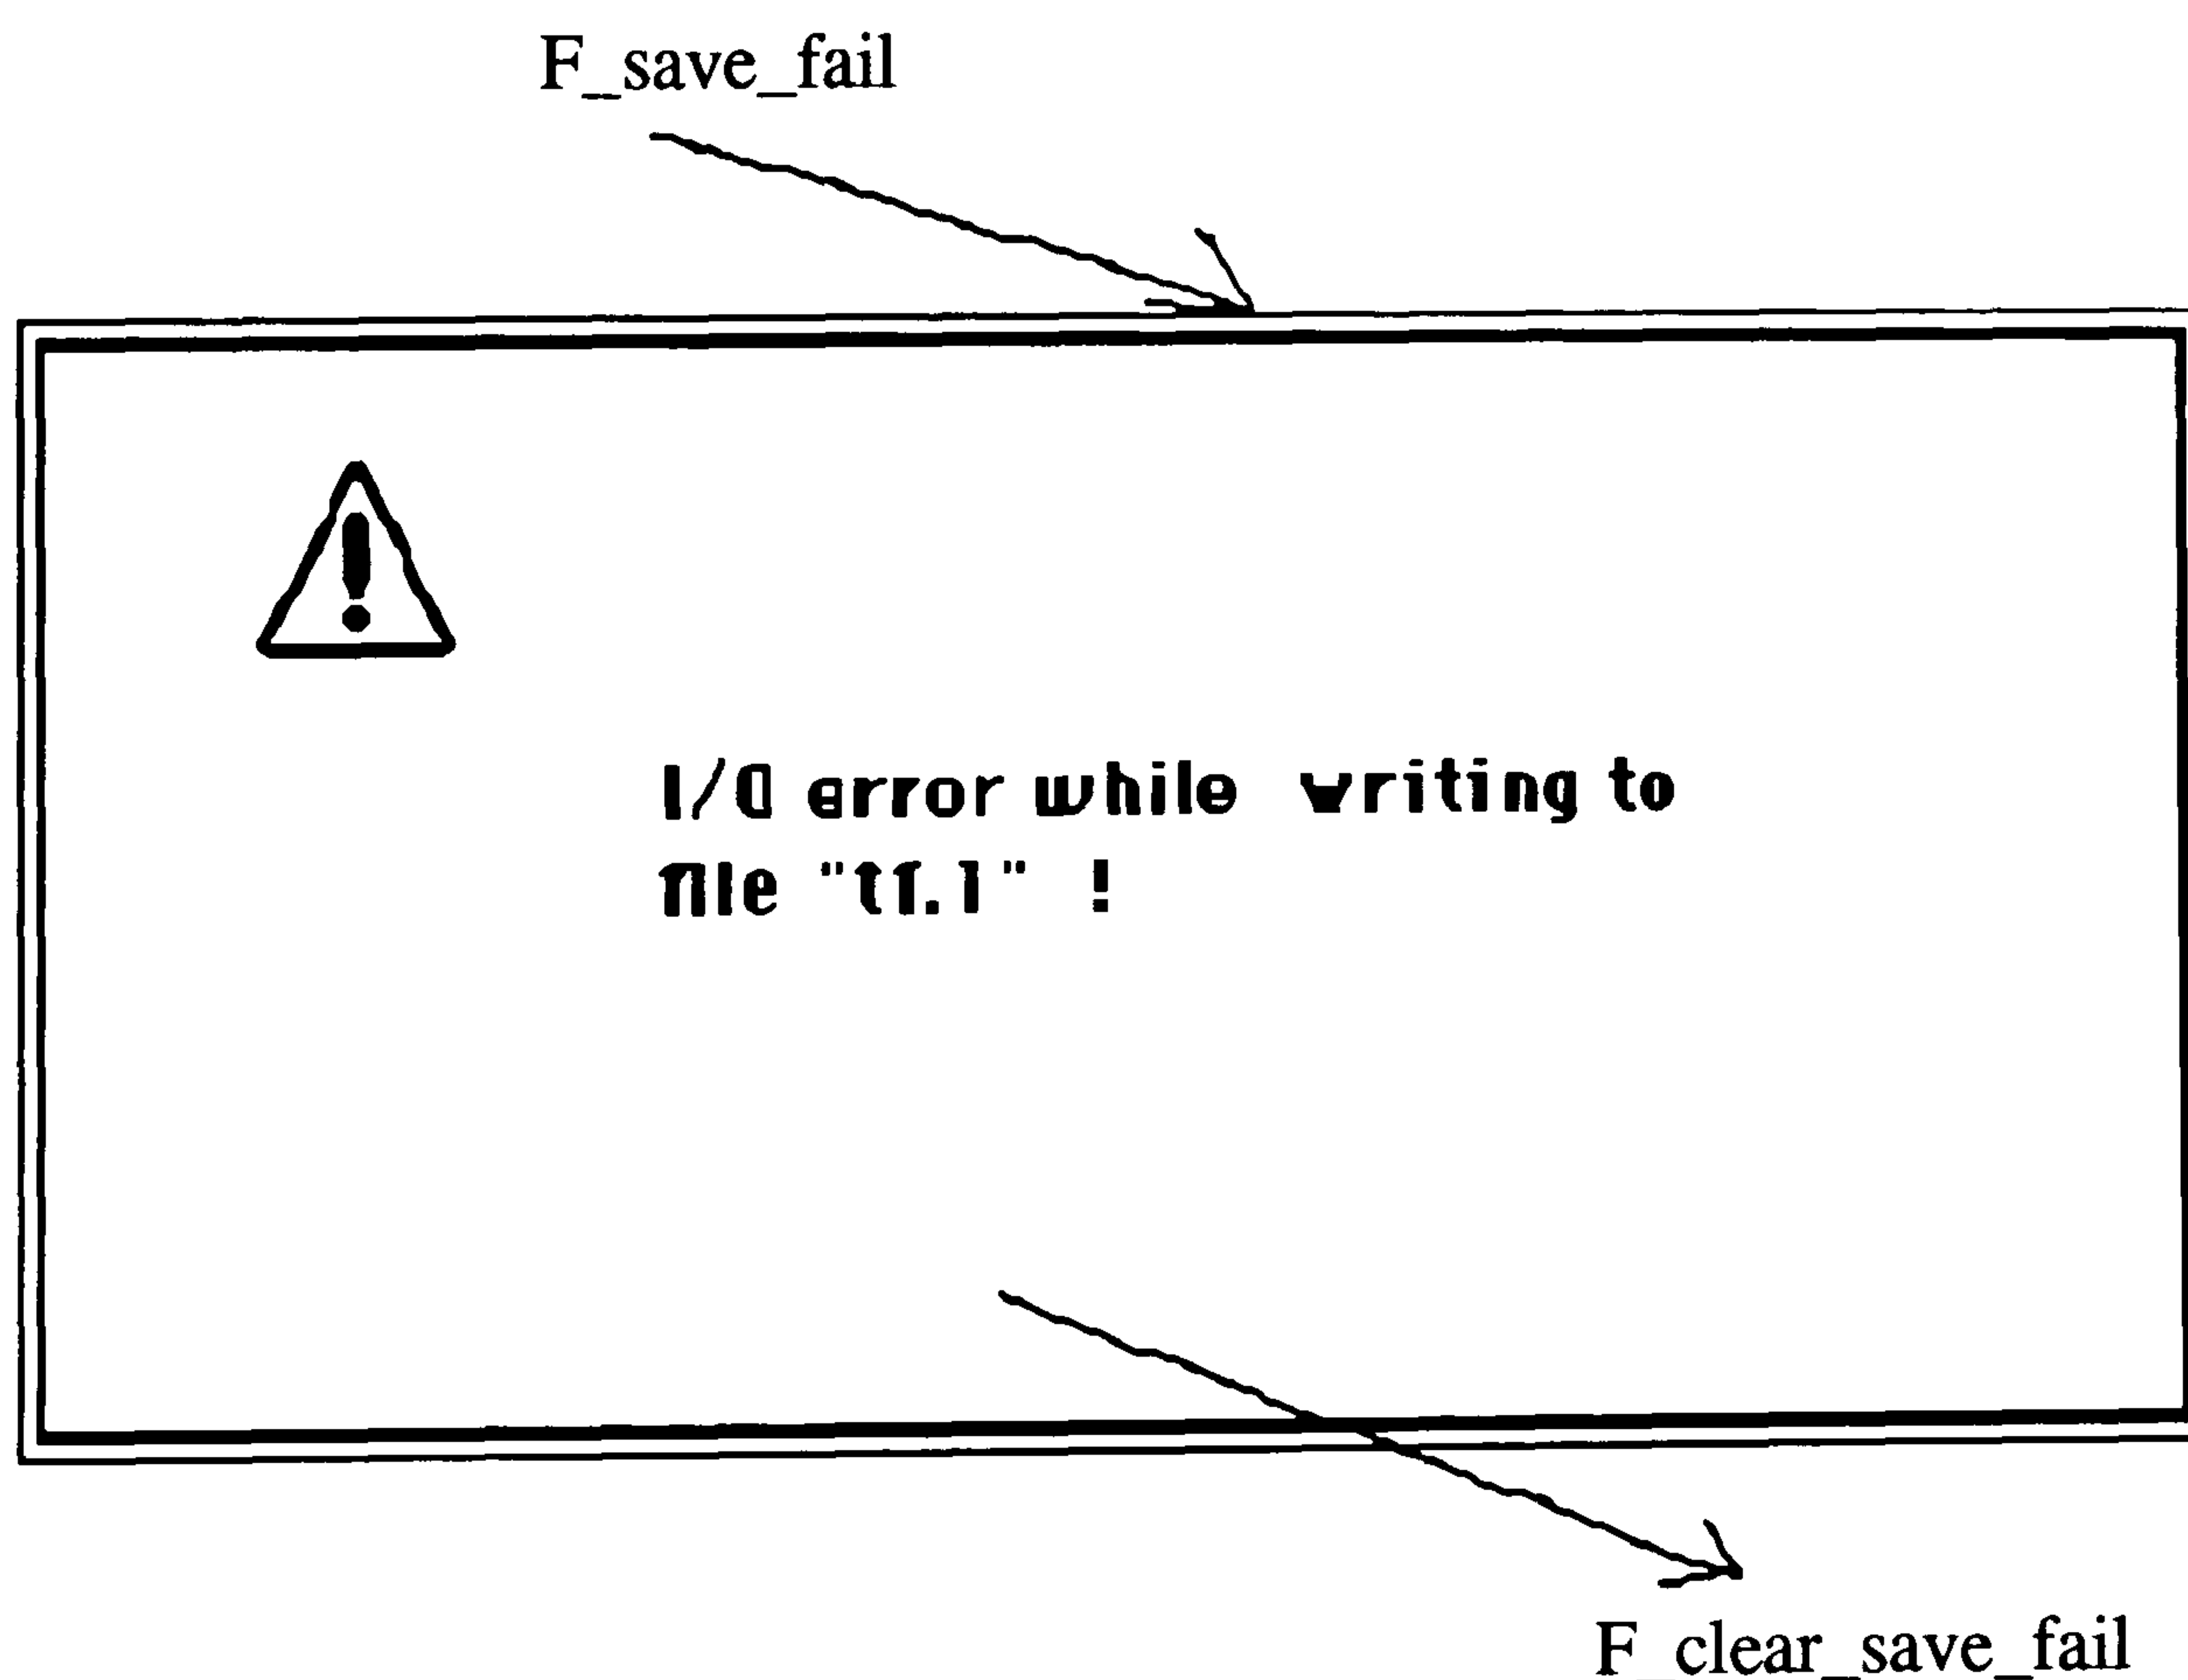 F_save_fail
I/O error while writing to
file "tf.1" !
F_clear_save_fail